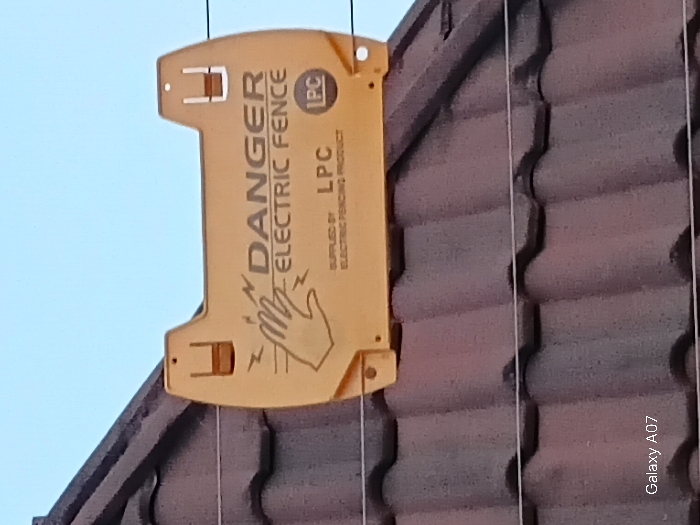 DANGER
ELECTRIC FENCE
LPC
SUPPLIED BY LPC
ELECTRIC FENCING PRODUCT
Galaxy A07